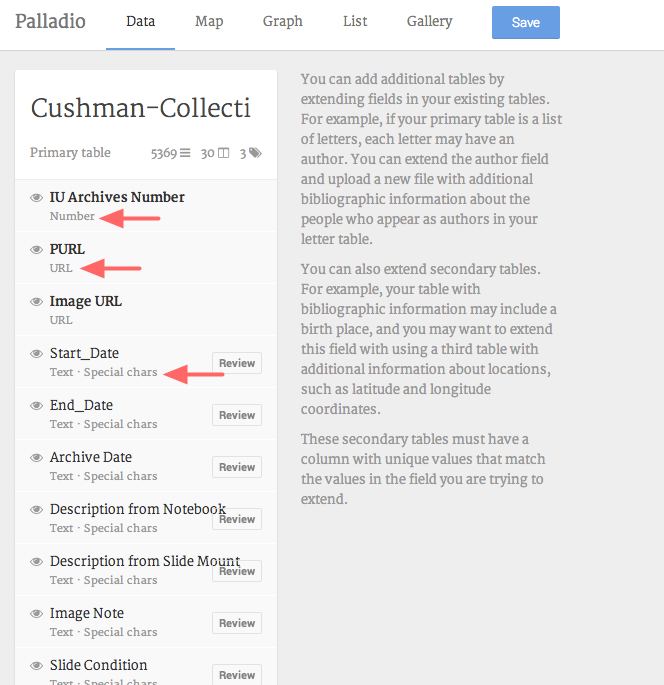 Palladio
Data
Map
Graph
List
Gallery
Save
Cushman-Collecti
Primary table 5369 30 3
IU Archives Number
Number
PURL
URL
Image URL
URL
Start_Date
Text · Special chars
Review
End_Date
Text · Special chars
Review
Archive Date
Text · Special chars
Review
Description from Notebook
Text · Special chars
Review
Description from Slide Mount
Text · Special chars
Review
Image Note
Text · Special chars
Review
Slide Condition
Text · Special chars
Review
You can add additional tables by
extending fields in your existing tables.
For example, if your primary table is a list
of letters, each letter may have an
author. You can extend the author field
and upload a new file with additional
bibliographic information about the
people who appear as authors in your
letter table.
You can also extend secondary tables.
For example, your table with
bibliographic information may include a
birth place, and you may want to extend
this field with using a third table with
additional information about locations,
such as latitude and longitude
coordinates.
These secondary tables must have a
column with unique values that match
the values in the field you are trying to
extend.